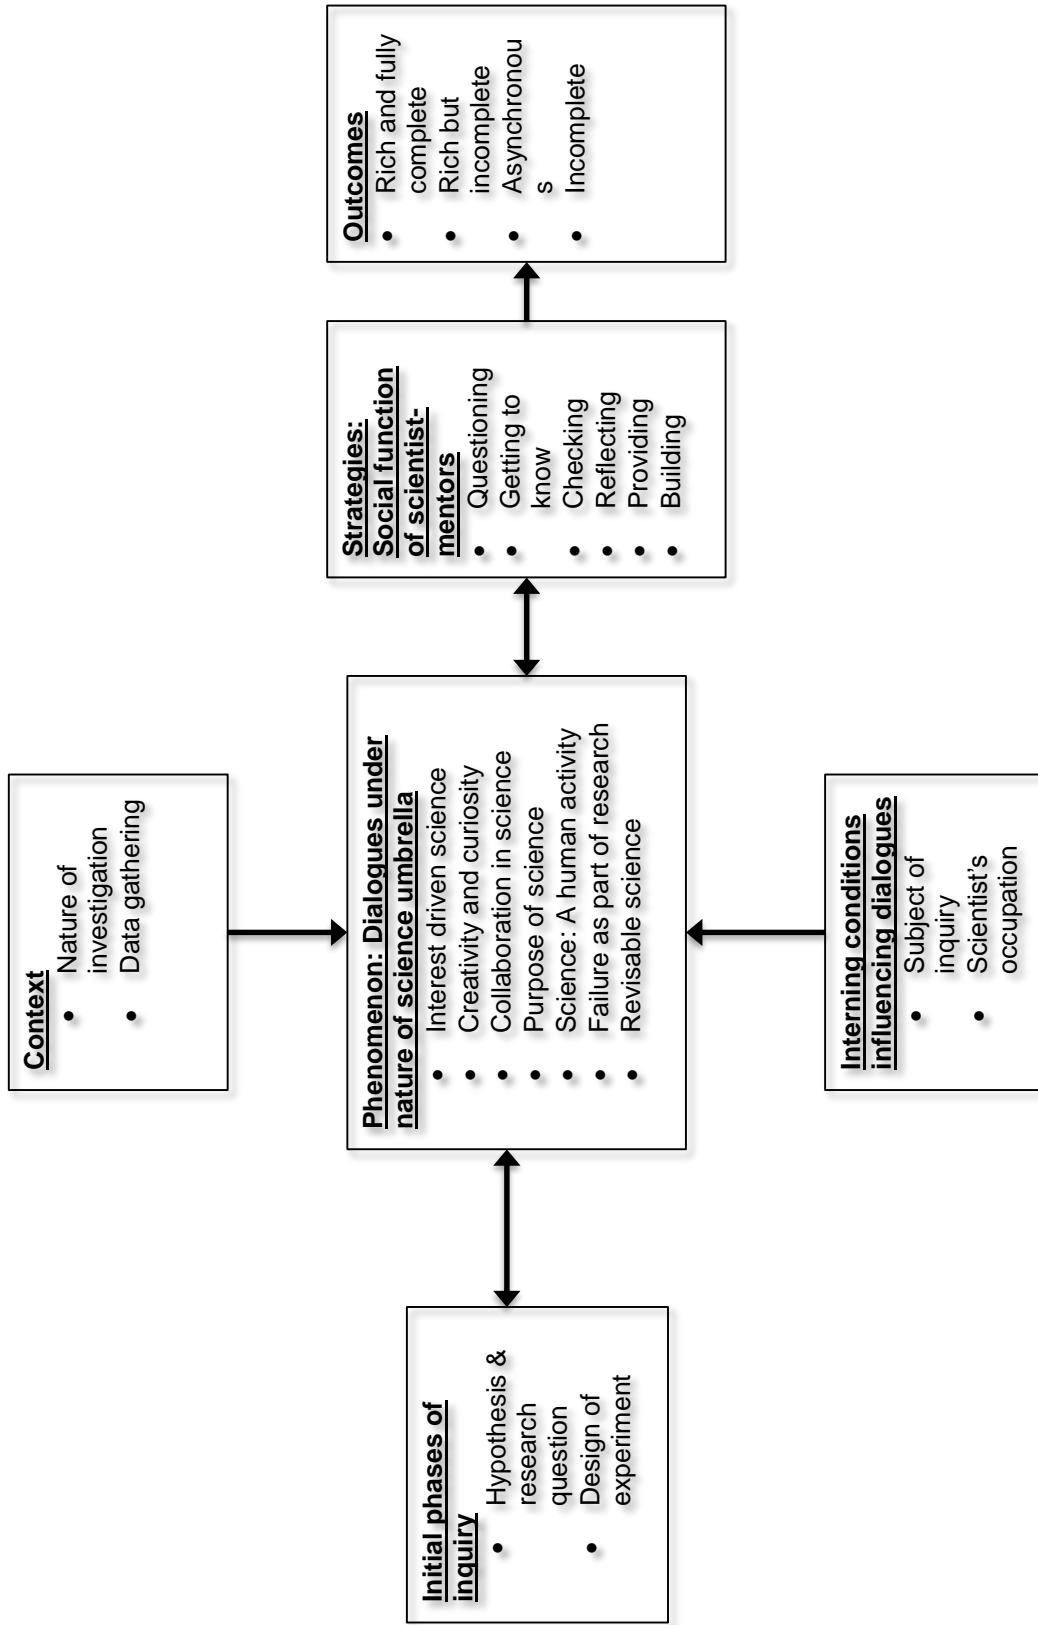 Context
• Nature of
investigation
• Data gathering
Initial phases of
inquiry
• Hypothesis &
research
question
• Design of
experiment
Phenomenon: Dialogues under
nature of science umbrella
• Interest driven science
• Creativity and curiosity
• Collaboration in science
• Purpose of science
• Science: A human activity
• Failure as part of research
• Revisable science
Strategies:
Social function
of scientist-
mentors
• Questioning
• Getting to
know
• Checking
• Reflecting
• Providing
• Building
Outcomes
• Rich and fully
complete
• Rich but
incomplete
• Asynchronou
s
• Incomplete
Interning conditions
influencing dialogues
• Subject of
inquiry
• Scientist’s
occupation